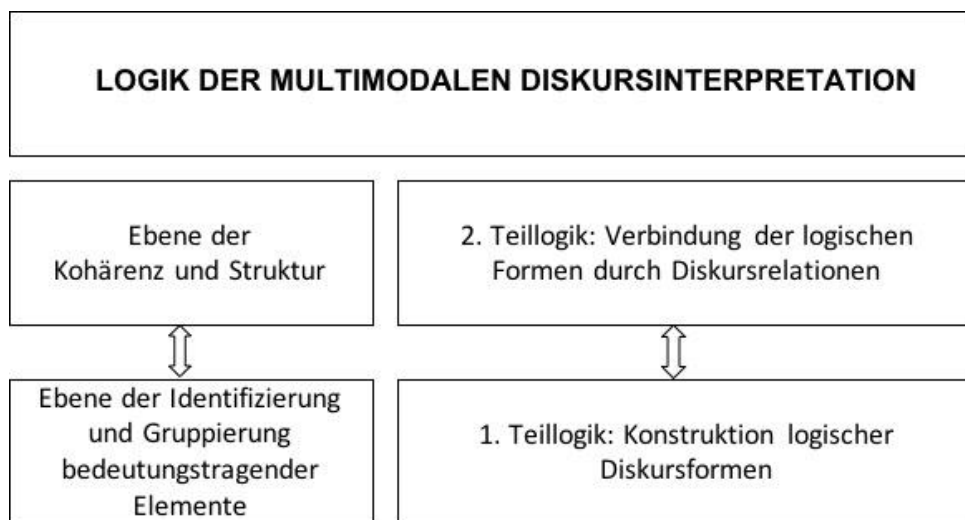 LOGIK DER MULTIMODALEN DISKURSINTERPRETATION
Ebene der
Kohärenz und Struktur
2. Teillogik: Verbindung der logischen
Formen durch Diskursrelationen
Ebene der Identifizierung
und Gruppierung
bedeutungstragender
Elemente
1. Teillogik: Konstruktion logischer
Diskursformen